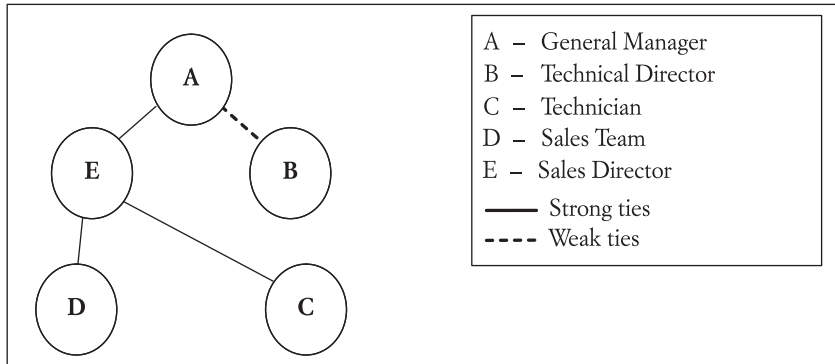 A
E
B
D
C
A – General Manager
B – Technical Director
C – Technician
D – Sales Team
E – Sales Director
Strong ties
Weak ties